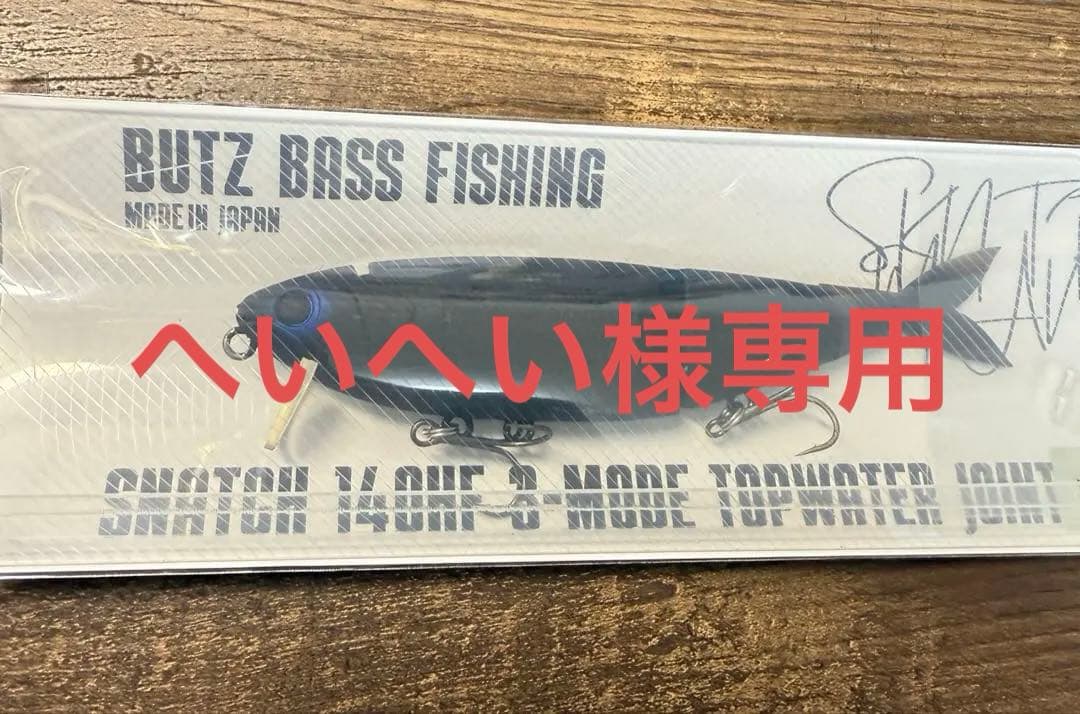 BUTZ BASS FISHING
MADE IN JAPAN
へいへい様専用
SNATCH 140HF 3-MODE TOPWATER JOINT